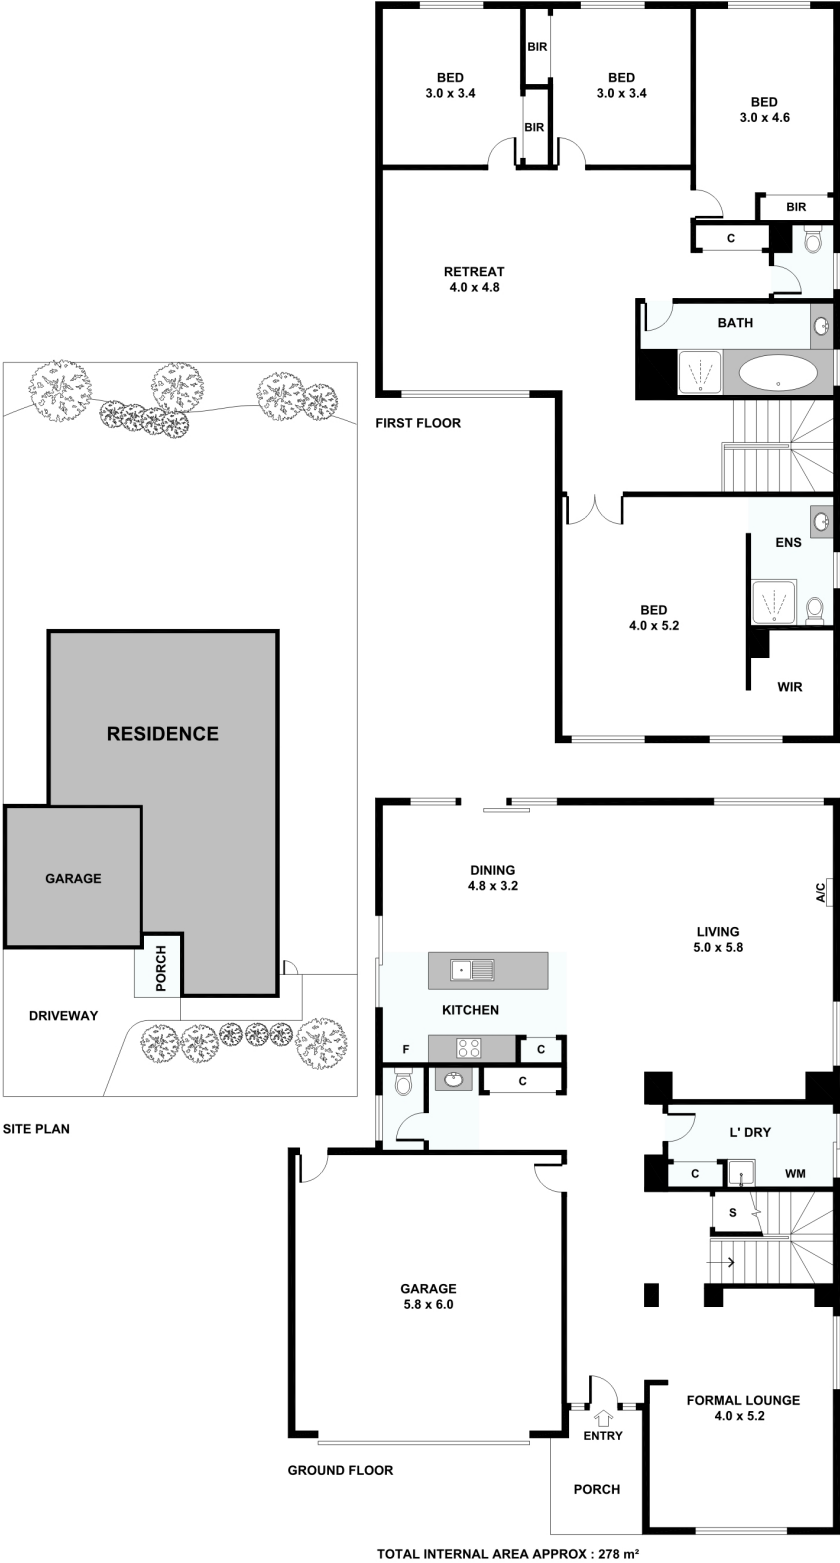 BED
3.0 x 3.4
BIR
BIR
BED
3.0 x 3.4
BED
3.0 x 4.6
BIR
C
RETREAT
4.0 x 4.8
BATH
FIRST FLOOR
ENS
BED
4.0 x 5.2
WIR
RESIDENCE
GARAGE
PORCH
DRIVEWAY
SITE PLAN
DINING
4.8 x 3.2
A/C
LIVING
5.0 x 5.8
KITCHEN
F
C
C
L' DRY
C
WM
S
GARAGE
5.8 x 6.0
FORMAL LOUNGE
4.0 x 5.2
ENTRY
GROUND FLOOR
PORCH
TOTAL INTERNAL AREA APPROX : 278 m²